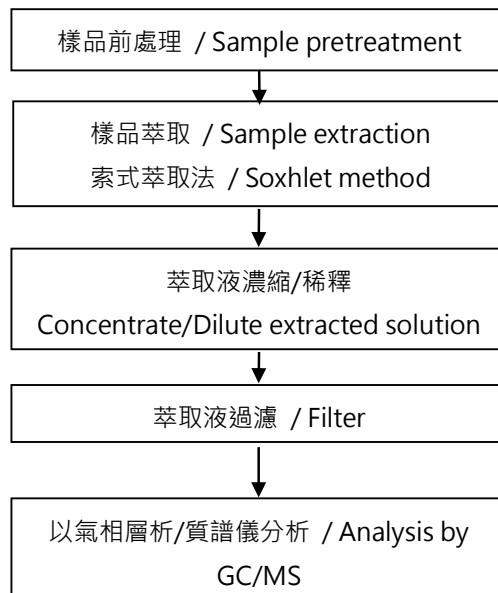 樣品前處理 / Sample pretreatment
樣品萃取 / Sample extraction
索式萃取法 / Soxhlet method
萃取液濃縮/稀釋
Concentrate/Dilute extracted solution
萃取液過濾 / Filter
以氣相層析/質譜儀分析 / Analysis by
GC/MS